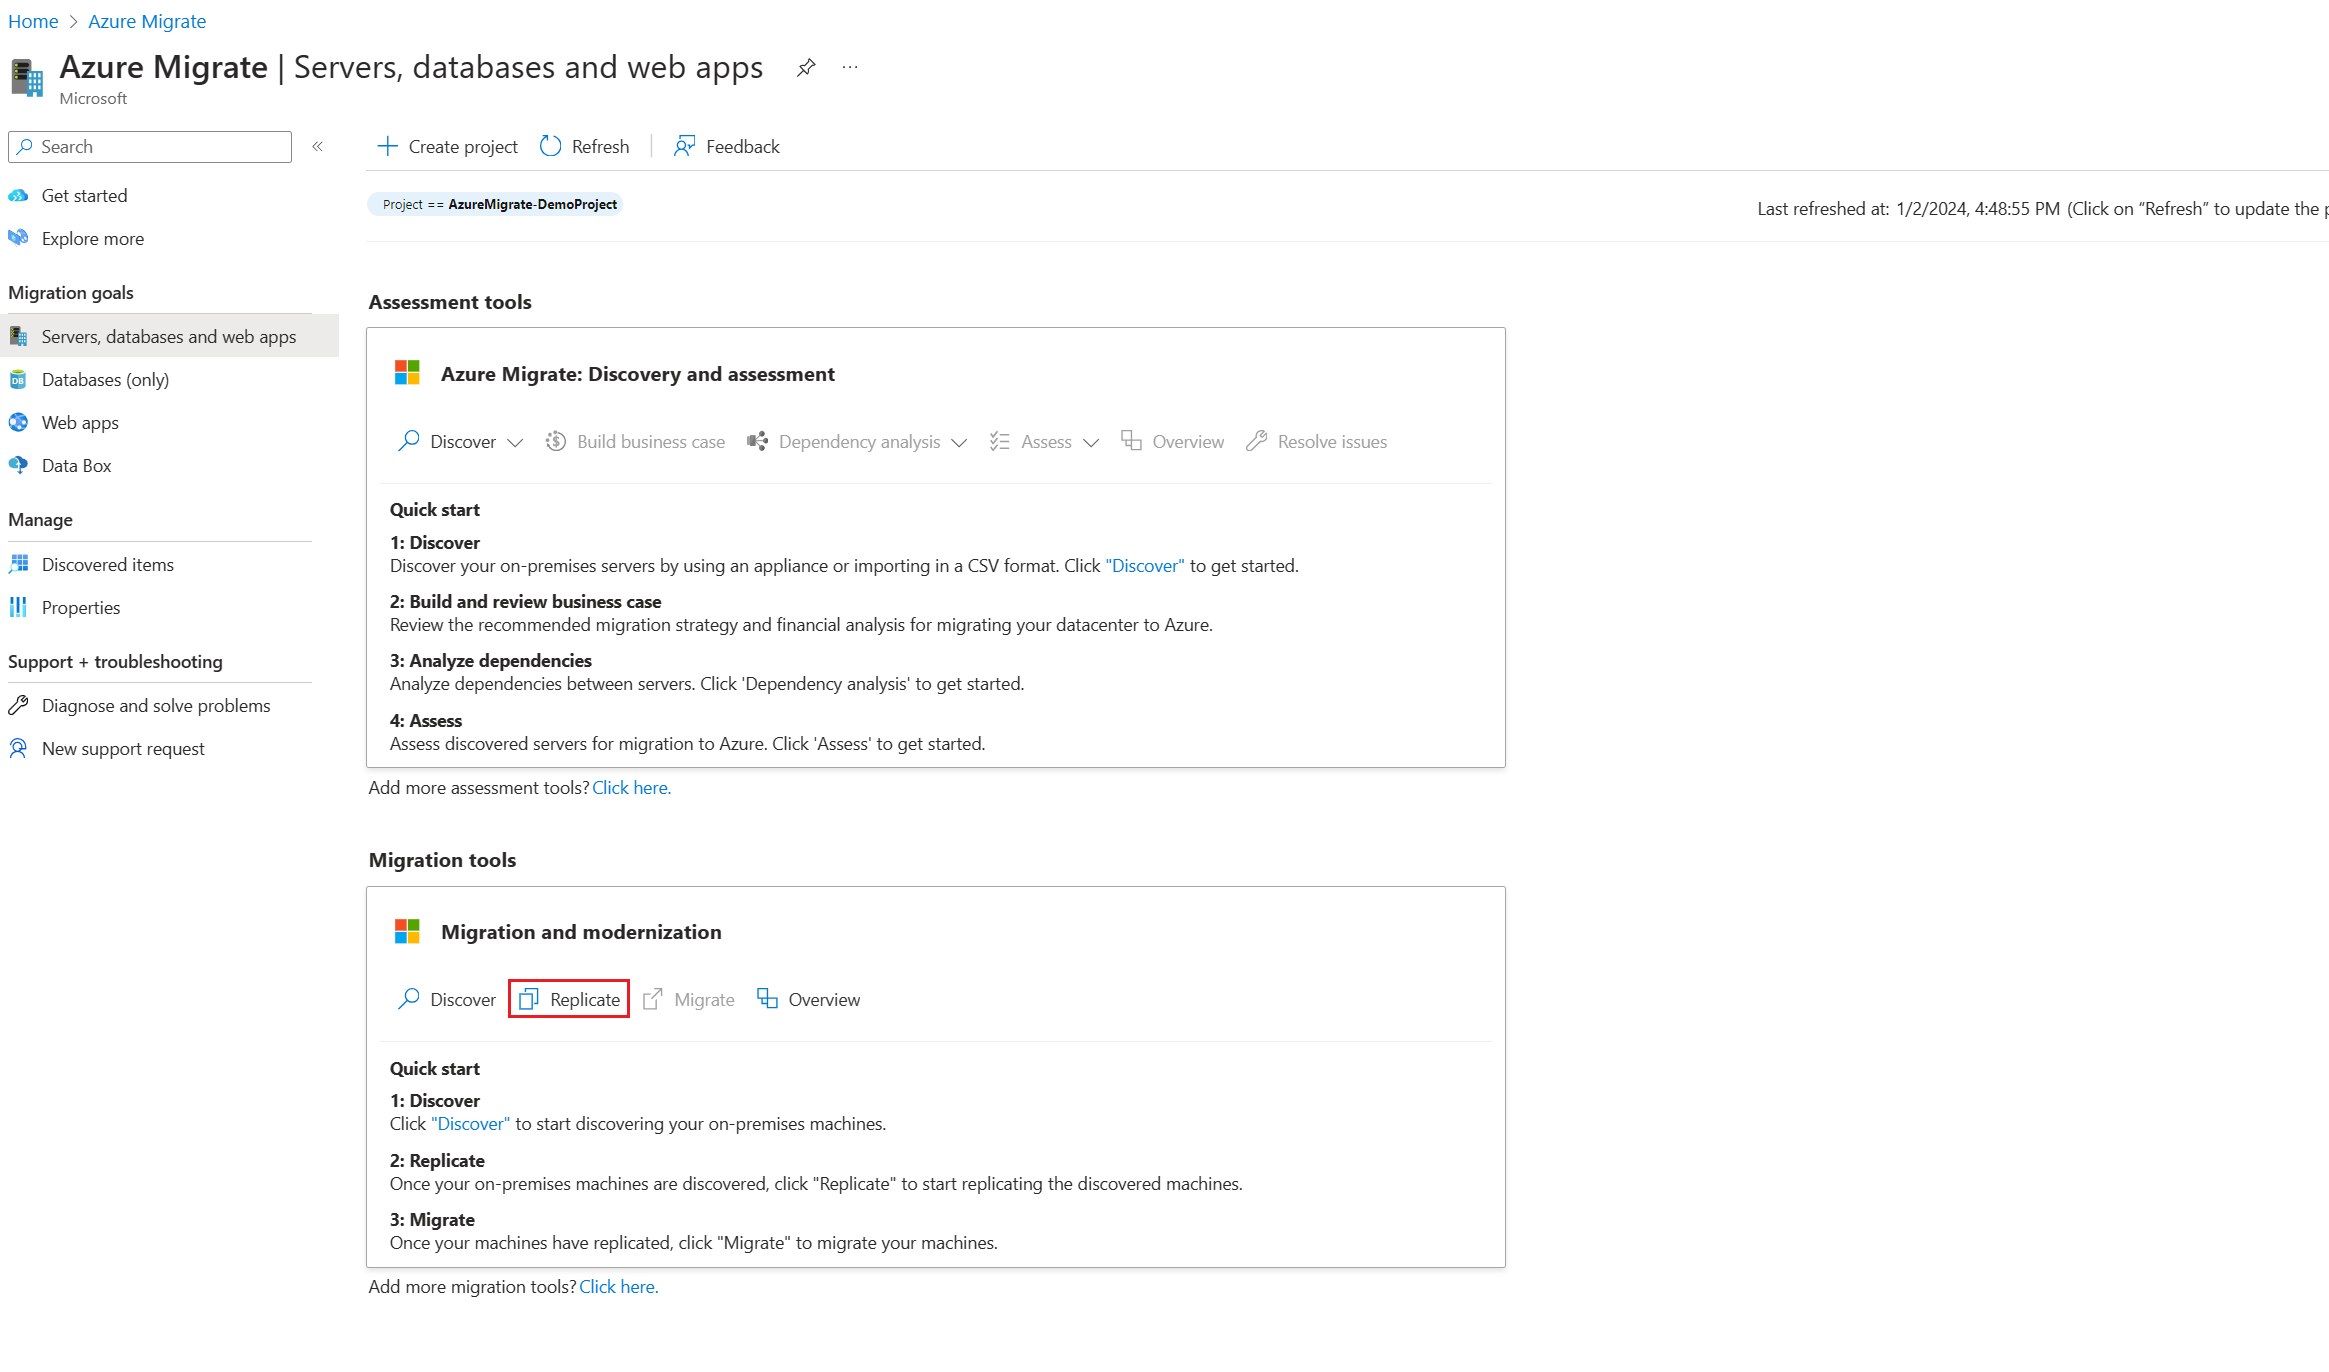 Home > Azure Migrate
Azure Migrate | Servers, databases and web apps
Microsoft
Search
Get started
Explore more
Migration goals
Servers, databases and web apps
Databases (only)
Web apps
Data Box
Manage
Discovered items
Properties
Support + troubleshooting
Diagnose and solve problems
New support request
Create project Refresh Feedback
Project == AzureMigrate-DemoProject
Last refreshed at: 1/2/2024, 4:48:55 PM (Click on “Refresh” to update the p
Assessment tools
Azure Migrate: Discovery and assessment
Discover Build business case Dependency analysis Assess Overview Resolve issues
Quick start
1: Discover
Discover your on-premises servers by using an appliance or importing in a CSV format. Click "Discover" to get started.
2: Build and review business case
Review the recommended migration strategy and financial analysis for migrating your datacenter to Azure.
3: Analyze dependencies
Analyze dependencies between servers. Click 'Dependency analysis' to get started.
4: Assess
Assess discovered servers for migration to Azure. Click 'Assess' to get started.
Add more assessment tools? Click here.
Migration tools
Migration and modernization
Discover Replicate Migrate Overview
Quick start
1: Discover
Click "Discover" to start discovering your on-premises machines.
2: Replicate
Once your on-premises machines are discovered, click "Replicate" to start replicating the discovered machines.
3: Migrate
Once your machines have replicated, click "Migrate" to migrate your machines.
Add more migration tools? Click here.